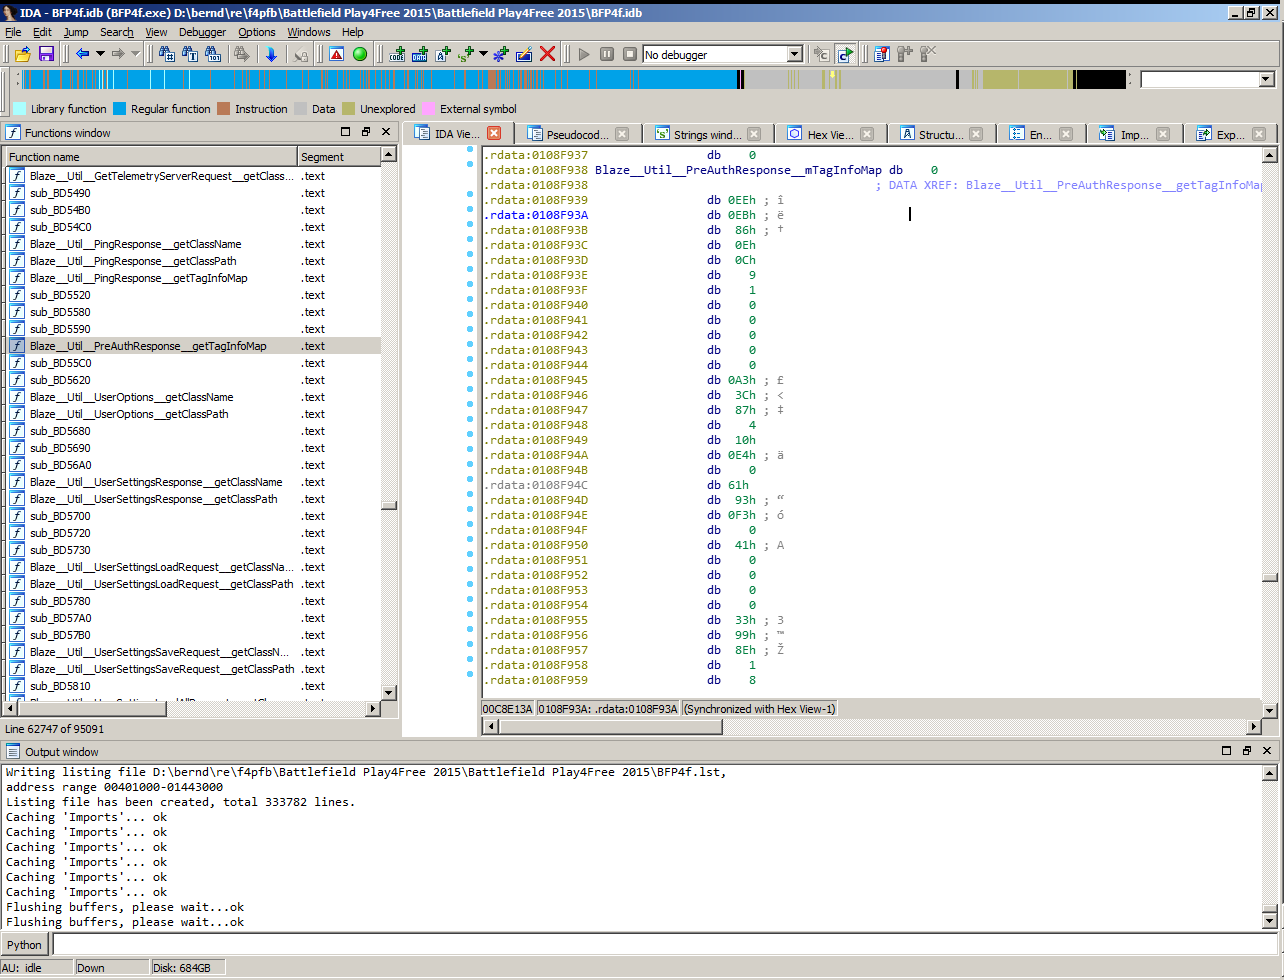 IDA - BFP4f.idb (BFP4f.exe) D:\bernd\re\f4pfb\Battlefield Play4Free 2015\Battlefield Play4Free 2015\BFP4f.idb
File Edit Jump Search View Debugger Options Windows Help
No debugger
Library function Regular function Instruction Data Unexplored External symbol
Functions window
Function name Segment
Blaze__Util__GetTelemetryServerRequest__getClass... .text
sub_BD5490 .text
sub_BD54B0 .text
sub_BD54C0 .text
Blaze__Util__PingResponse__getClassName .text
Blaze__Util__PingResponse__getClassPath .text
Blaze__Util__PingResponse__getTagInfoMap .text
sub_BD5520 .text
sub_BD5580 .text
sub_BD5590 .text
Blaze__Util__PreAuthResponse__getTagInfoMap .text
sub_BD55C0 .text
sub_BD5620 .text
Blaze__Util__UserOptions__getClassName .text
Blaze__Util__UserOptions__getClassPath .text
sub_BD5680 .text
sub_BD5690 .text
sub_BD56A0 .text
Blaze__Util__UserSettingsResponse__getClassName .text
Blaze__Util__UserSettingsResponse__getClassPath .text
sub_BD5700 .text
sub_BD5720 .text
sub_BD5730 .text
Blaze__Util__UserSettingsLoadRequest__getClassNa... .text
Blaze__Util__UserSettingsLoadRequest__getClassPath .text
sub_BD5780 .text
sub_BD57A0 .text
sub_BD57B0 .text
Blaze__Util__UserSettingsSaveRequest__getClassN... .text
Blaze__Util__UserSettingsSaveRequest__getClassPath .text
sub_BD5810 .text
Line 62747 of 95091
IDA Vie... Pseudocod... Strings wind... Hex Vie... Structu... En... Imp... Exp...
.rdata:0108F937 db 0
.rdata:0108F938 Blaze__Util__PreAuthResponse__mTagInfoMap db 0
.rdata:0108F938 ; DATA XREF: Blaze__Util__PreAuthResponse__getTagInfoMap
.rdata:0108F939 db 0EEh ; î
.rdata:0108F93A db 0EBh ; ë
.rdata:0108F93B db 86h ; †
.rdata:0108F93C db 0Eh
.rdata:0108F93D db 0Ch
.rdata:0108F93E db 9
.rdata:0108F93F db 1
.rdata:0108F940 db 0
.rdata:0108F941 db 0
.rdata:0108F942 db 0
.rdata:0108F943 db 0
.rdata:0108F944 db 0
.rdata:0108F945 db 0A3h ; £
.rdata:0108F946 db 3Ch ; <
.rdata:0108F947 db 87h ; ‡
.rdata:0108F948 db 4
.rdata:0108F949 db 10h
.rdata:0108F94A db 0E4h ; ä
.rdata:0108F94B db 0
.rdata:0108F94C db 61h
.rdata:0108F94D db 93h ; “
.rdata:0108F94E db 0F3h ; ó
.rdata:0108F94F db 0
.rdata:0108F950 db 41h ; A
.rdata:0108F951 db 0
.rdata:0108F952 db 0
.rdata:0108F953 db 0
.rdata:0108F954 db 0
.rdata:0108F955 db 33h ; 3
.rdata:0108F956 db 99h ; ™
.rdata:0108F957 db 8Eh ; Ž
.rdata:0108F958 db 1
.rdata:0108F959 db 8
00C8E13A 0108F93A: .rdata:0108F93A (Synchronized with Hex View-1)
Output window
Writing listing file D:\bernd\re\f4pfb\Battlefield Play4Free 2015\Battlefield Play4Free 2015\BFP4f.lst,
address range 00401000-01443000
Listing file has been created, total 333782 lines.
Caching 'Imports'... ok
Caching 'Imports'... ok
Caching 'Imports'... ok
Caching 'Imports'... ok
Caching 'Imports'... ok
Caching 'Imports'... ok
Flushing buffers, please wait...ok
Flushing buffers, please wait...ok
Python
AU: idle Down Disk: 684GB